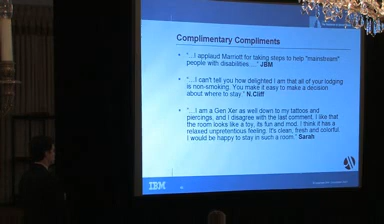 Complimentary Compliments
• "...I applaud Marriott for taking steps to help "mainstream"
people with disabilities....." JBM
• "...I can't tell you how delighted I am that all of your lodging
is non-smoking. You make it easy to make a decision
about where to stay." N.Cliff
• "...I am a Gen Xer as well down to my tattoos and
piercings, and I disagree with the last comment. I like that
the room looks like a toy, its fun and mod. I think it has a
relaxed unpretentious feeling. It's clean, fresh and colorful.
I would be happy to stay in such a room." Sarah
IBM